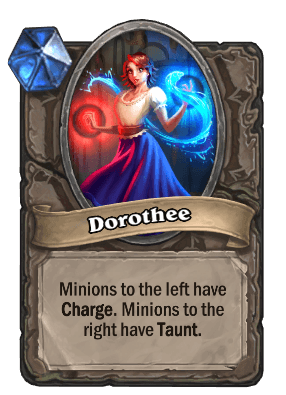 Dorothee
Minions to the left have
Charge. Minions to the
right have Taunt.